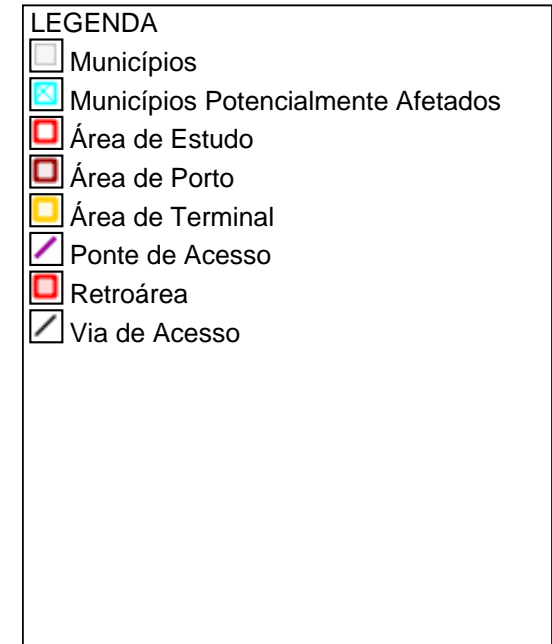 LEGENDA
Municípios
Municípios Potencialmente Afetados
Área de Estudo
Área de Porto
Área de Terminal
Ponte de Acesso
Retroárea
Via de Acesso